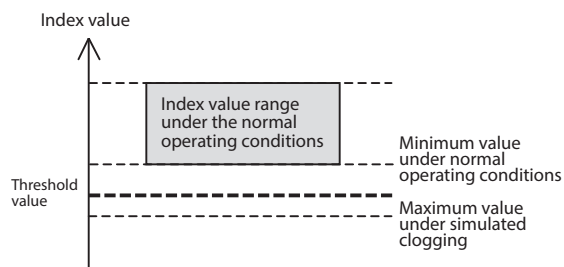 Index value
Index value range
under the normal
operating conditions
Minimum value
under normal
operating conditions
Threshold
value
Maximum value
under simulated
clogging